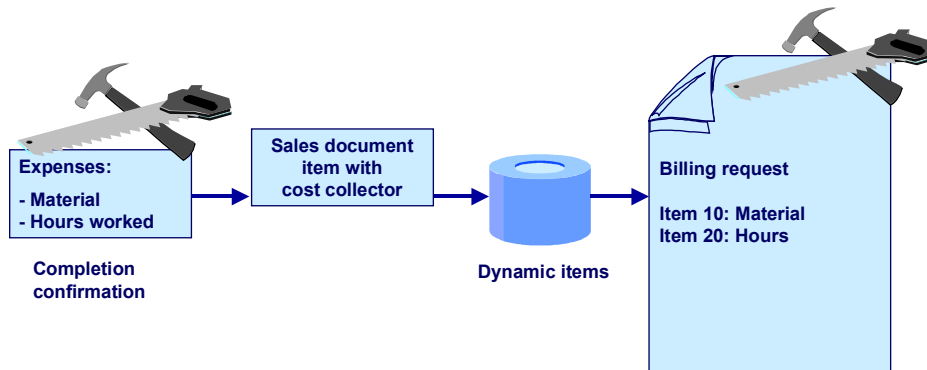 Expenses:
- Material
- Hours worked
Completion
confirmation
Sales document
item with
cost collector
Dynamic items
Billing request
Item 10: Material
Item 20: Hours